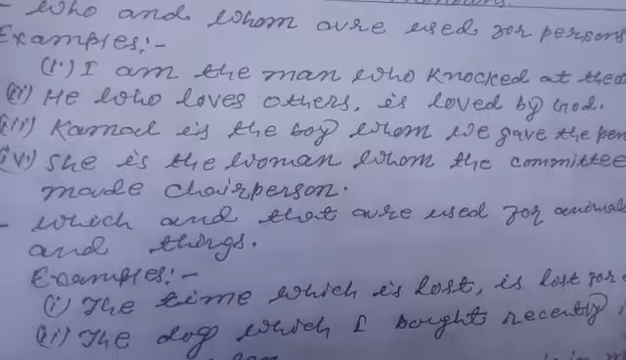 - who and whom are used for persons
Examples:-
(i) I am the man who knocked at the
(ii) He who loves others, is loved by God.
(iii) Kamal is the boy whom we gave the pen
(iv) She is the woman whom the committee
made chairperson.
- which and that are used for animals
and things.
Examples:-
(i) The time which is lost, is lost for
(ii) The dog which I bought recently,